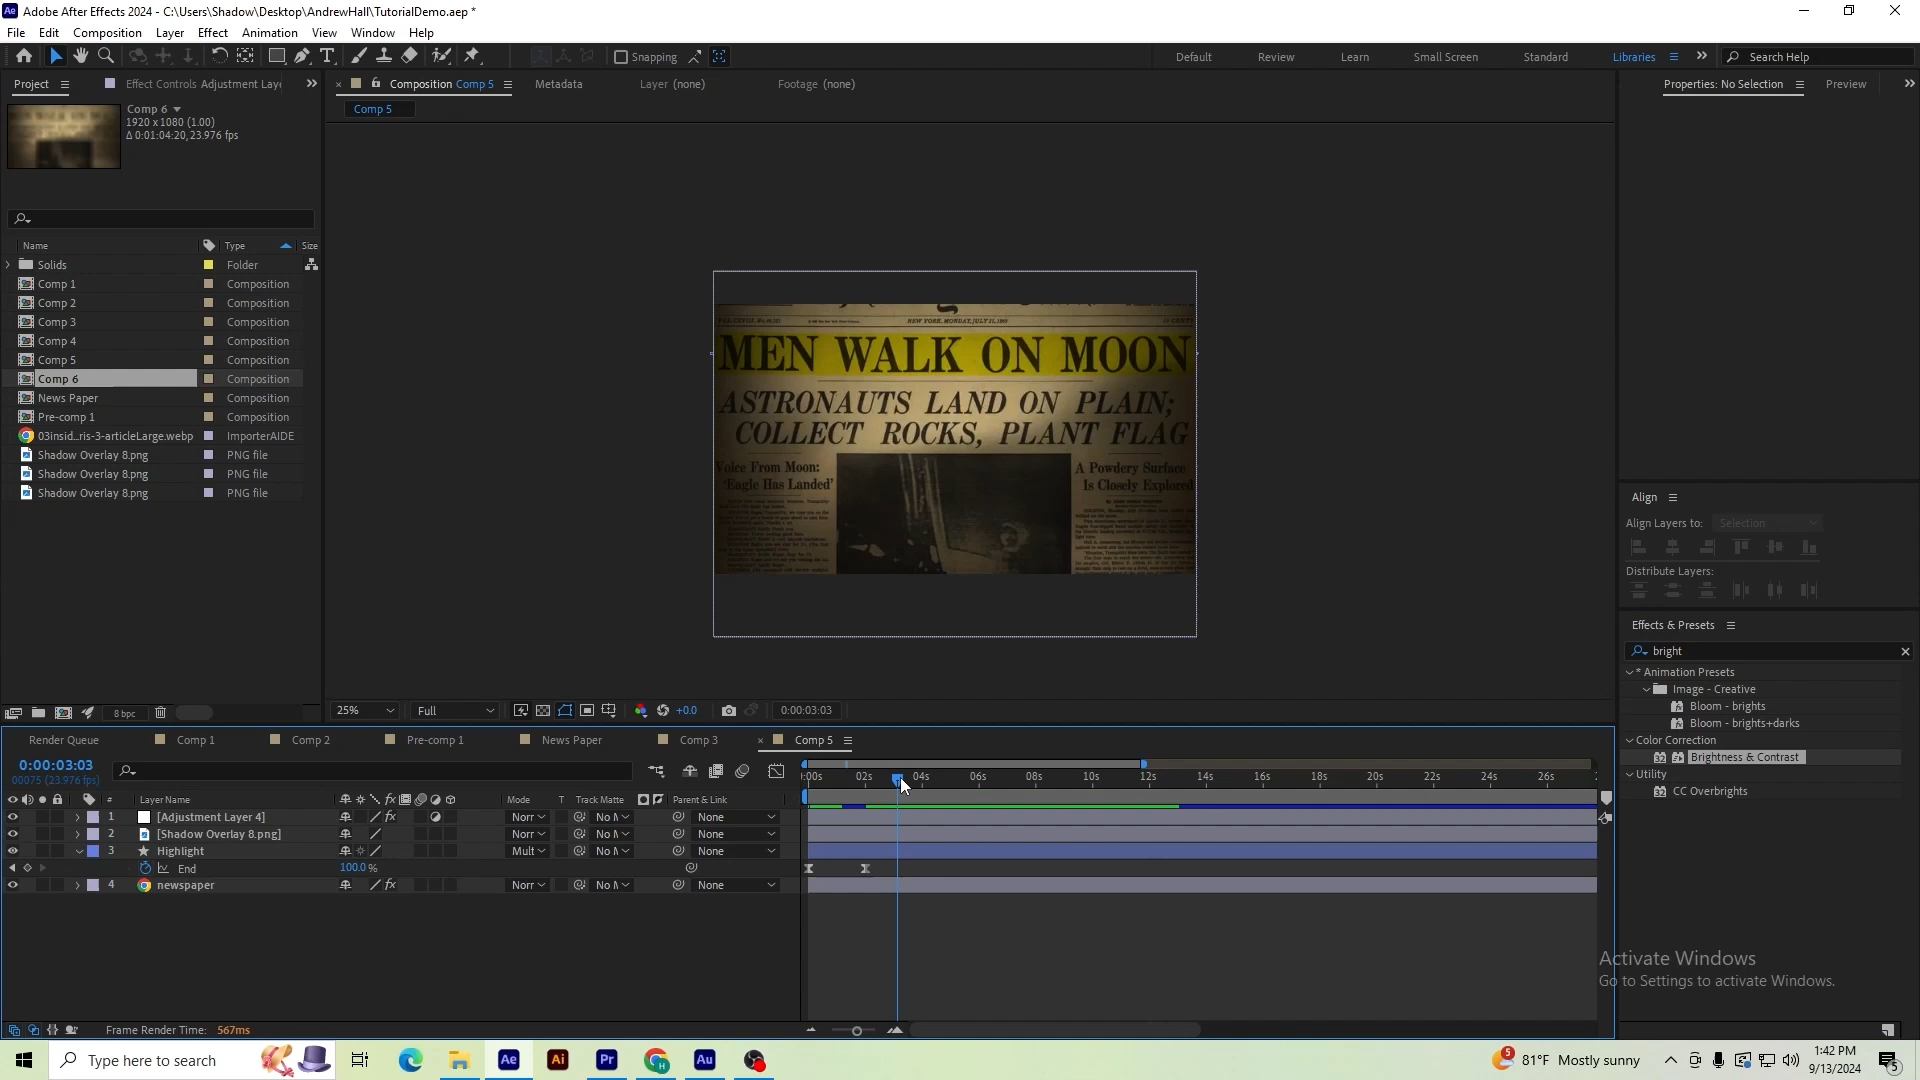 Adobe After Effects 2024 - C:\Users\Shadow\Desktop\AndrewHall\TutorialDemo.aep *
File Edit Composition Layer Effect Animation View Window Help
Snapping
Default Review Learn Small Screen Standard Libraries Search Help
Project Effect Controls Adjustment Laye
Composition Comp 5 Metadata Layer (none) Footage (none)
Properties: No Selection Preview
Comp 5
Comp 6
1920 x 1080 (1.00)
Δ 0:01:04:20, 23.976 fps
Name Type Size
Solids Folder
Comp 1 Composition
Comp 2 Composition
Comp 3 Composition
Comp 4 Composition
Comp 5 Composition
Comp 6 Composition
News Paper Composition
Pre-comp 1 Composition
03insid...ris-3-articleLarge.webp ImporterAIDE
Shadow Overlay 8.png PNG file
Shadow Overlay 8.png PNG file
Shadow Overlay 8.png PNG file
8 bpc
NEW YORK, MONDAY, JULY 21, 1969
MEN WALK ON MOON
ASTRONAUTS LAND ON PLAIN;
COLLECT ROCKS, PLANT FLAG
Voice From Moon:
'Eagle Has Landed'
A Powdery Surface
Is Closely Explored
25% Full +0.0 0:00:03:03
Align
Align Layers to: Selection
Distribute Layers:
Effects & Presets
bright
* Animation Presets
Image - Creative
Bloom - brights
Bloom - brights+darks
Color Correction
Brightness & Contrast
Utility
CC Overbrights
Render Queue Comp 1 Comp 2 Pre-comp 1 News Paper Comp 3 Comp 5
0:00:03:03
00075 (23.976 fps)
:00s 02s 04s 06s 08s 10s 12s 14s 16s 18s 20s 22s 24s 26s
# Layer Name Mode T Track Matte Parent & Link
1 [Adjustment Layer 4] Norr No M None
2 [Shadow Overlay 8.png] Norr No M None
3 Highlight Mult No M None
End 100.0 %
4 newspaper Norr No M None
Frame Render Time: 567ms
Activate Windows
Go to Settings to activate Windows.
Type here to search
81°F Mostly sunny
1:42 PM
9/13/2024